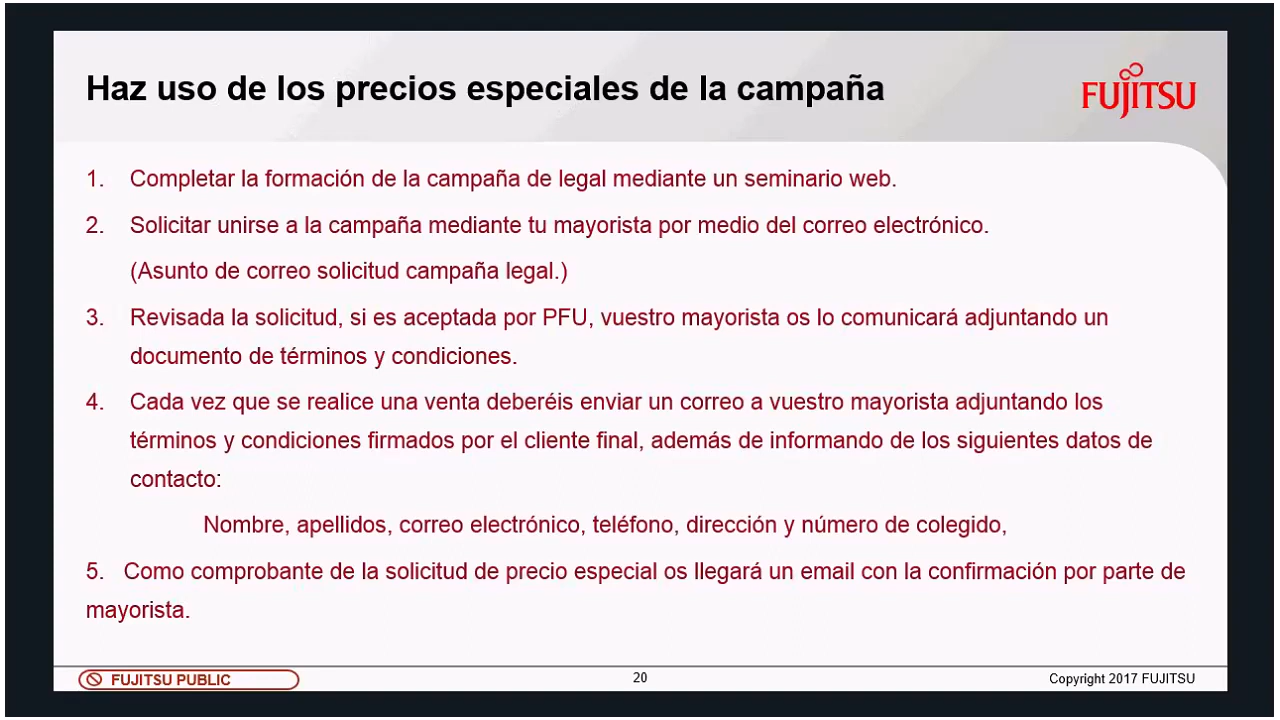 Haz uso de los precios especiales de la campaña
FUJITSU
1. Completar la formación de la campaña de legal mediante un seminario web.
2. Solicitar unirse a la campaña mediante tu mayorista por medio del correo electrónico.
(Asunto de correo solicitud campaña legal.)
3. Revisada la solicitud, si es aceptada por PFU, vuestro mayorista os lo comunicará adjuntando un
documento de términos y condiciones.
4. Cada vez que se realice una venta deberéis enviar un correo a vuestro mayorista adjuntando los
términos y condiciones firmados por el cliente final, además de informando de los siguientes datos de
contacto:
Nombre, apellidos, correo electrónico, teléfono, dirección y número de colegido,
5. Como comprobante de la solicitud de precio especial os llegará un email con la confirmación por parte de
mayorista.
FUJITSU PUBLIC
20
Copyright 2017 FUJITSU